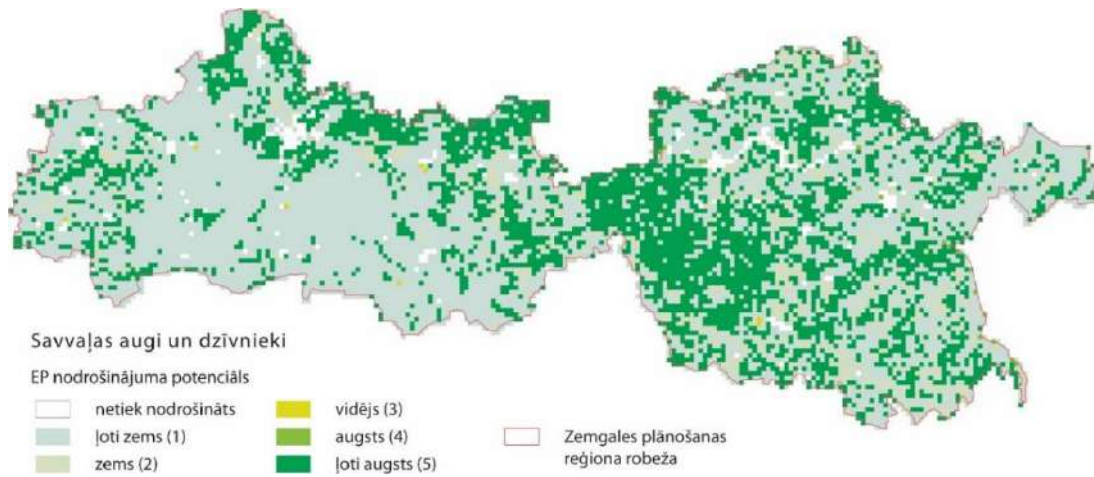 Savvaļas augi un dzīvnieki
EP nodrošinājuma potenciāls
netiek nodrošināts
ļoti zems (1)
zems (2)
vidējs (3)
augsts (4)
ļoti augsts (5)
Zemgales plānošanas
reģiona robeža